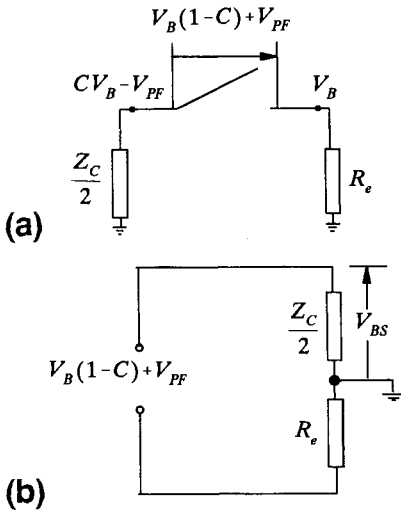 V_B(1-C)+V_PF
CV_B-V_PF
V_B
Z_C
2
R_e
(a)
Z_C
2
V_BS
V_B(1-C)+V_PF
R_e
(b)